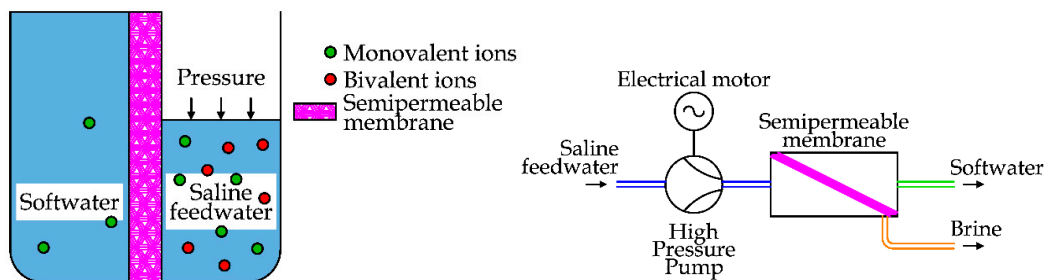 Monovalent ions
Bivalent ions
Semipermeable
membrane
Pressure
Softwater
Saline
feedwater
Electrical motor
Saline
feedwater
High
Pressure
Pump
Semipermeable
membrane
Softwater
Brine